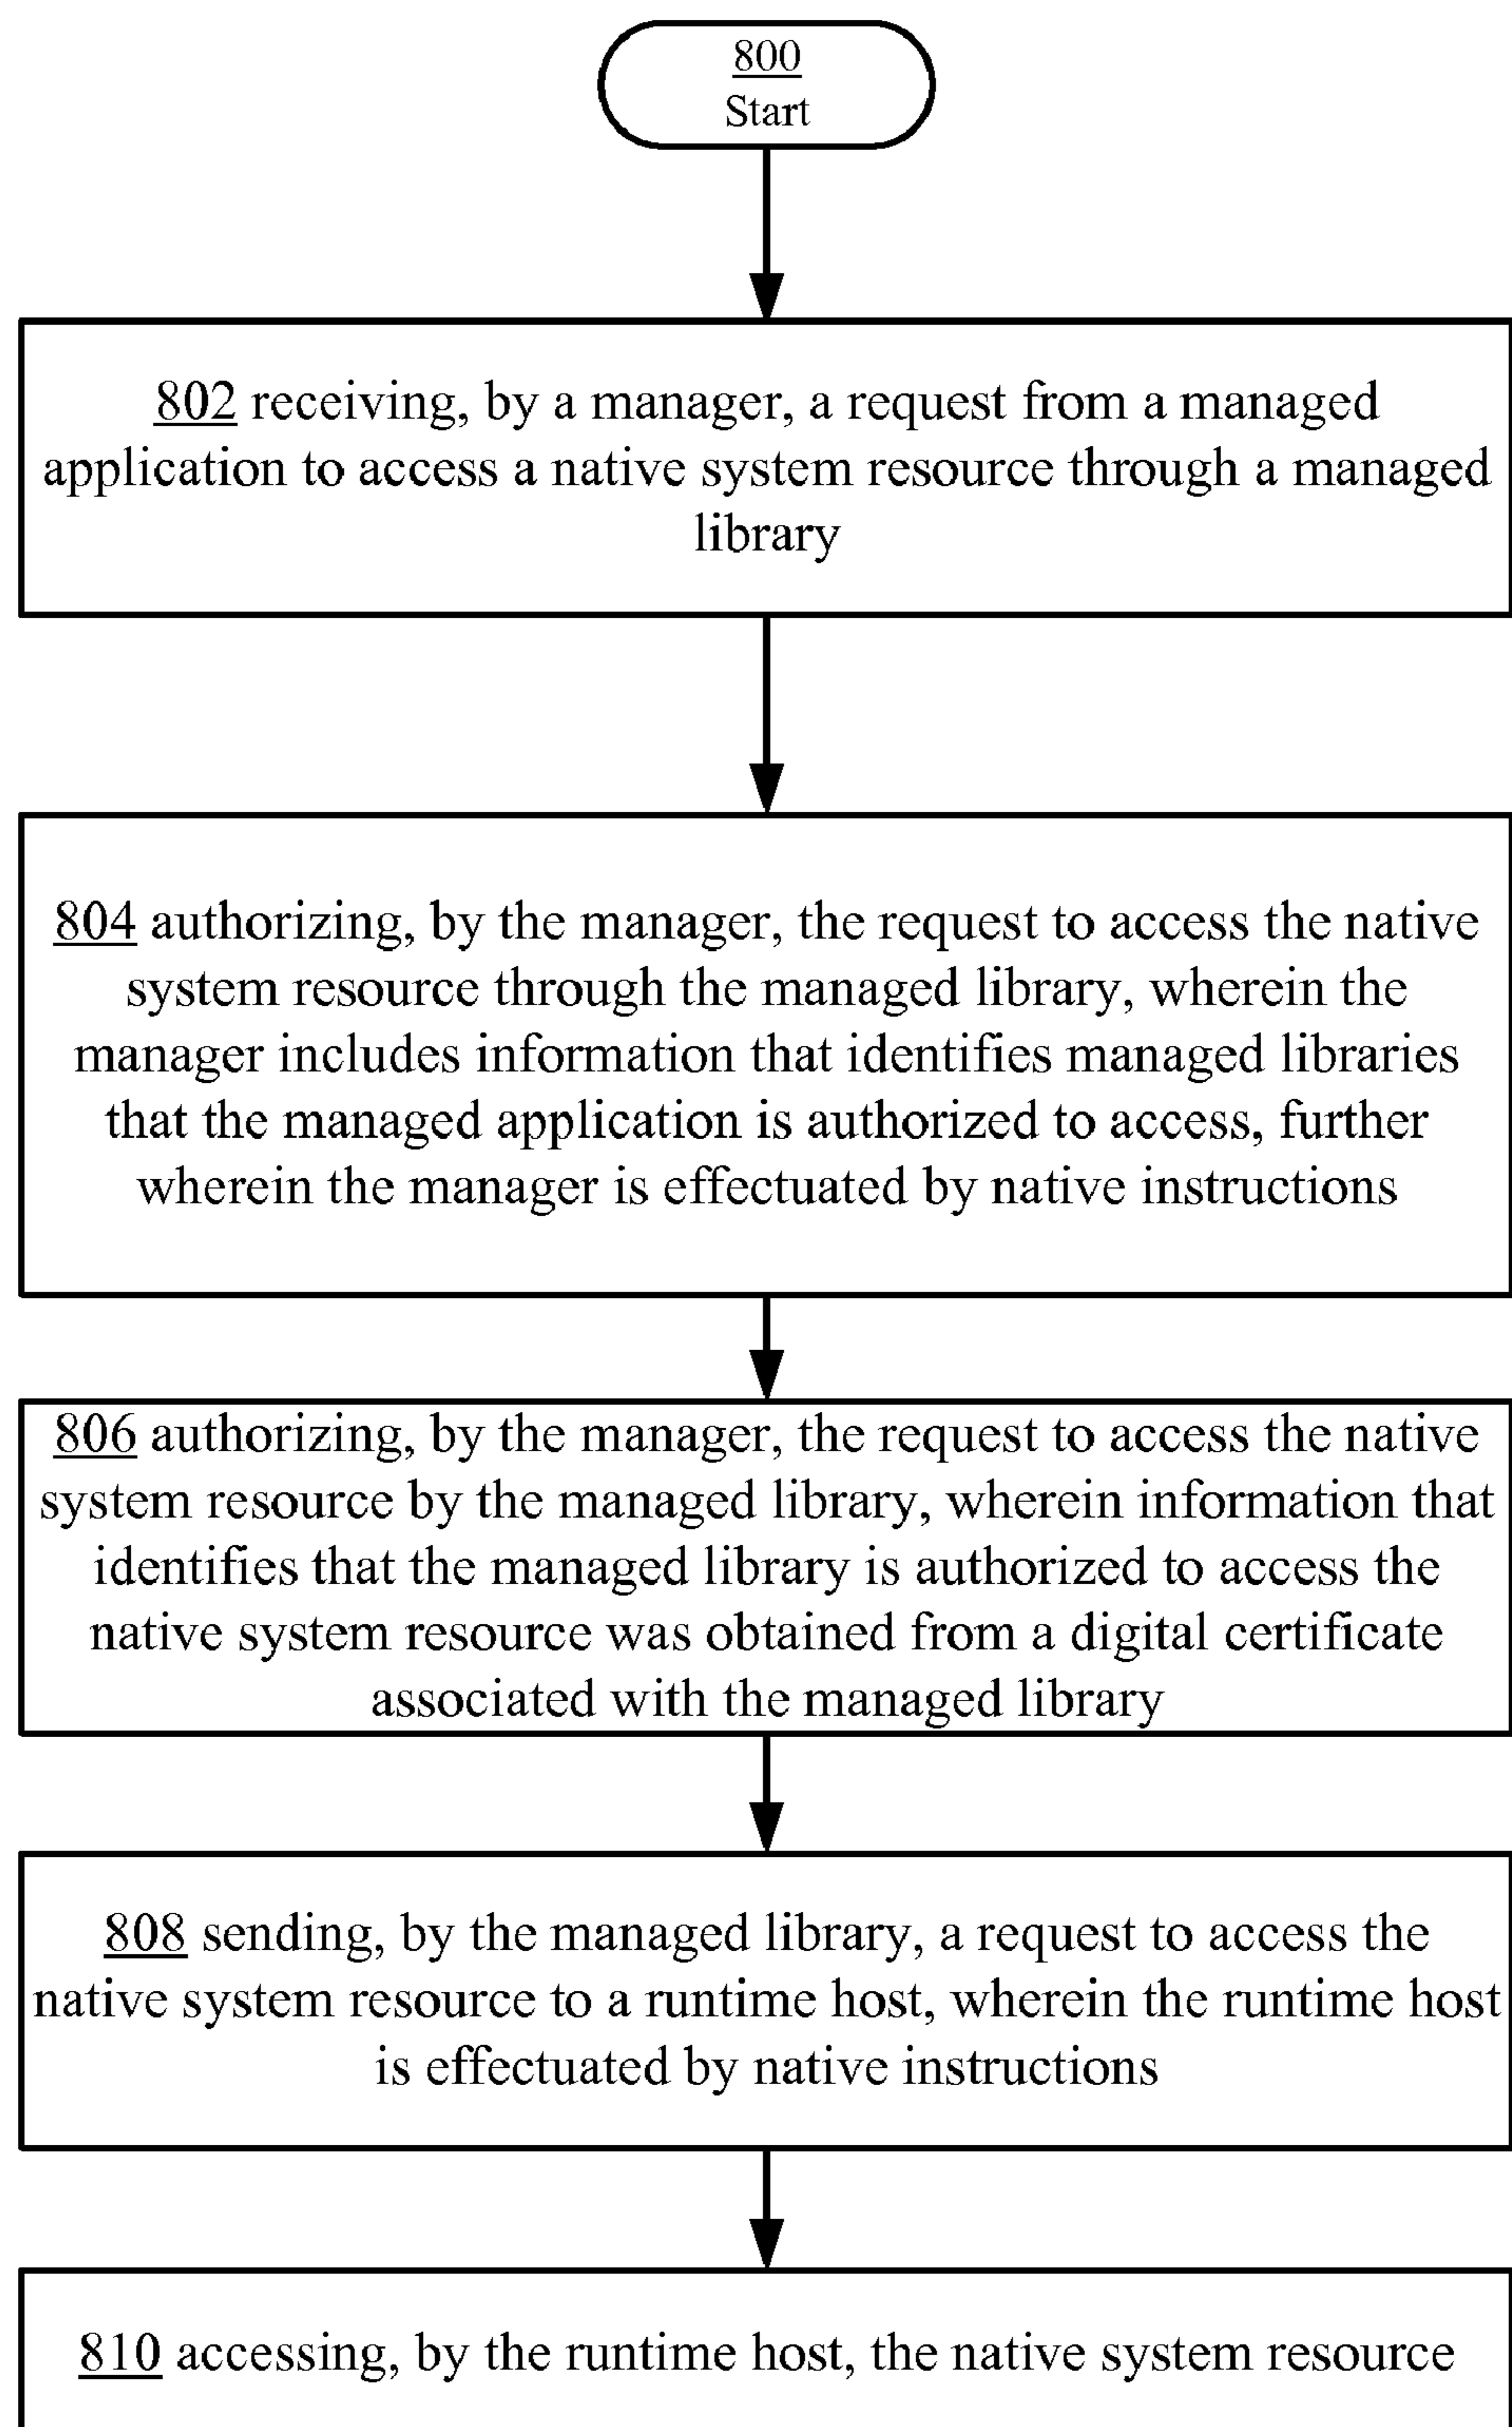 800
Start
802 receiving, by a manager, a request from a managed
application to access a native system resource through a managed
library
804 authorizing, by the manager, the request to access the native
system resource through the managed library, wherein the
manager includes information that identifies managed libraries
that the managed application is authorized to access, further
wherein the manager is effectuated by native instructions
806 authorizing, by the manager, the request to access the native
system resource by the managed library, wherein information that
identifies that the managed library is authorized to access the
native system resource was obtained from a digital certificate
associated with the managed library
808 sending, by the managed library, a request to access the
native system resource to a runtime host, wherein the runtime host
is effectuated by native instructions
810 accessing, by the runtime host, the native system resource